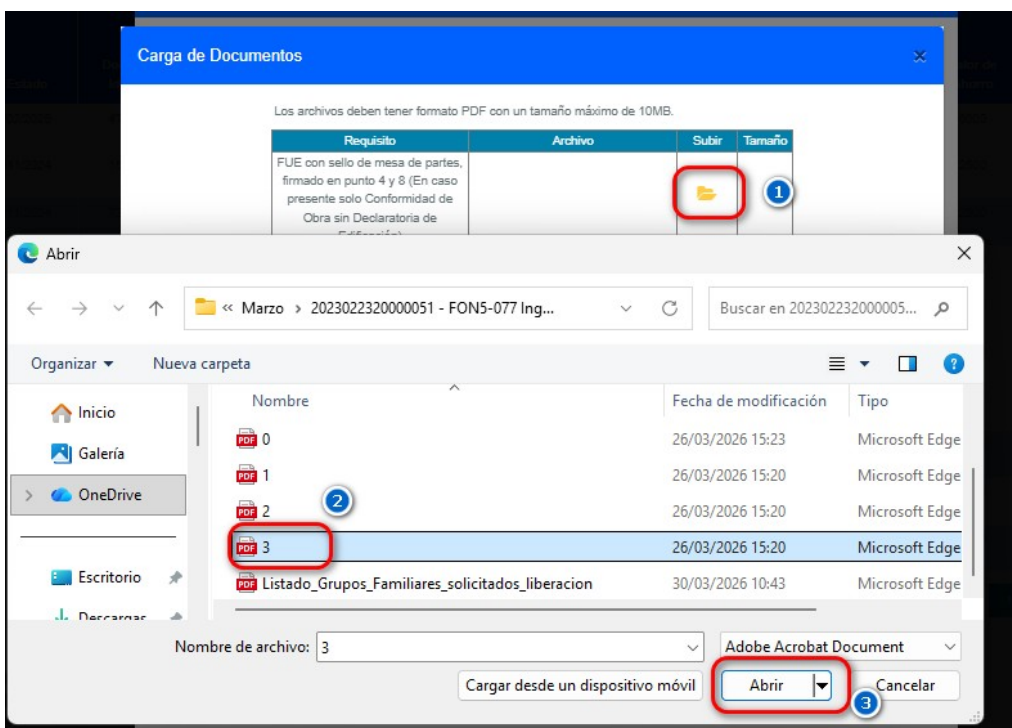 Carga de Documentos
Los archivos deben tener formato PDF con un tamaño máximo de 10MB.
Requisito Archivo Subir Tamaño
FUE con sello de mesa de partes,
firmado en punto 4 y 8 (En caso
presente solo Conformidad de
Obra sin Declaratoria de
1
Abrir
« Marzo › 2023022320000051 - FON5-077 Ing...
Buscar en 202302232000005...
Organizar
Nueva carpeta
Nombre Fecha de modificación Tipo
Inicio
Galería
OneDrive
Escritorio
Descargas
PDF 0 26/03/2026 15:23 Microsoft Edge
PDF 1 26/03/2026 15:20 Microsoft Edge
2
PDF 2 26/03/2026 15:20 Microsoft Edge
PDF 3 26/03/2026 15:20 Microsoft Edge
PDF Listado_Grupos_Familiares_solicitados_liberacion 30/03/2026 10:43 Microsoft Edge
Nombre de archivo: 3 Adobe Acrobat Document
Cargar desde un dispositivo móvil Abrir Cancelar
3